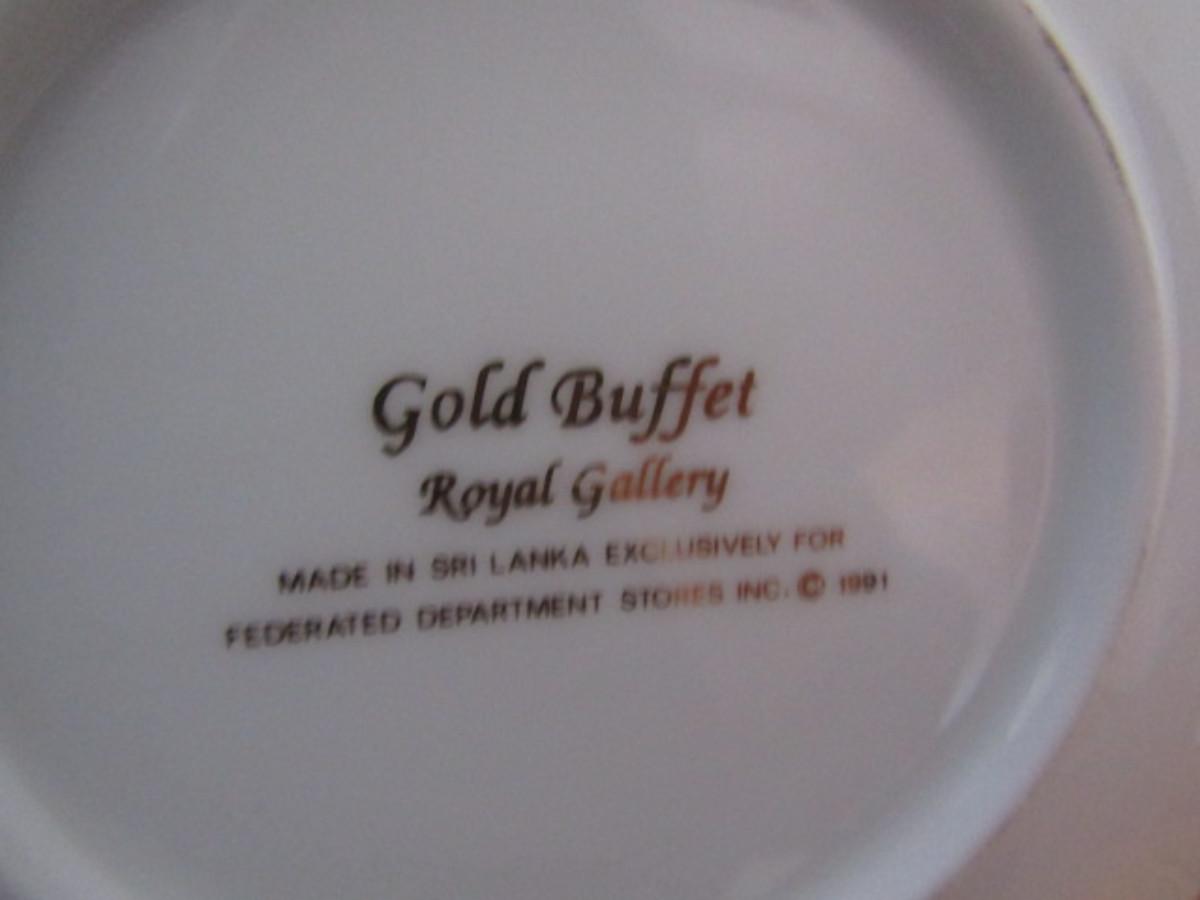 Gold Buffet
Royal Gallery
MADE IN SRI LANKA EXCLUSIVELY FOR
FEDERATED DEPARTMENT STORES INC. © 1991